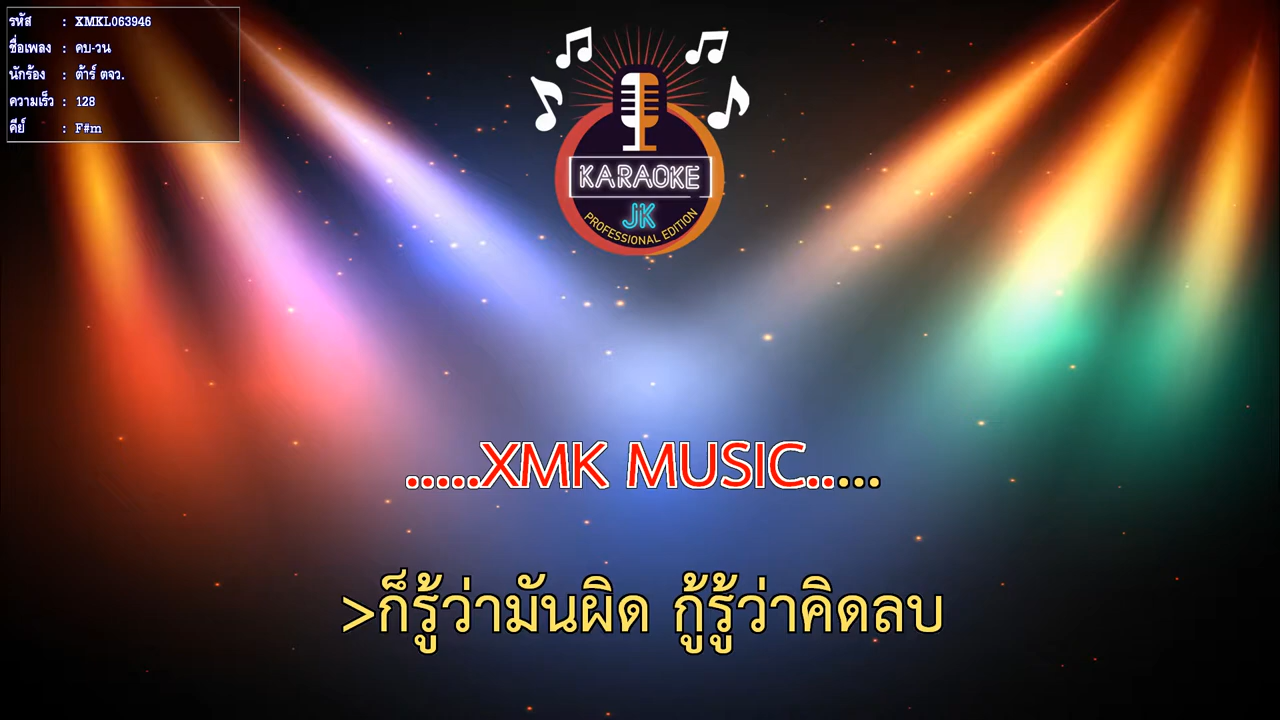 รหัส : XMKL063946
ชื่อเพลง : คบ-วน
นักร้อง : ต้าร์ ตจว.
ความเร็ว : 128
คีย์ : F#m
KARAOKE
JK
PROFESSIONAL EDITION
.....XMK MUSIC.....
>ก็รู้ว่ามันผิด กู้รู้ว่าคิดลบ